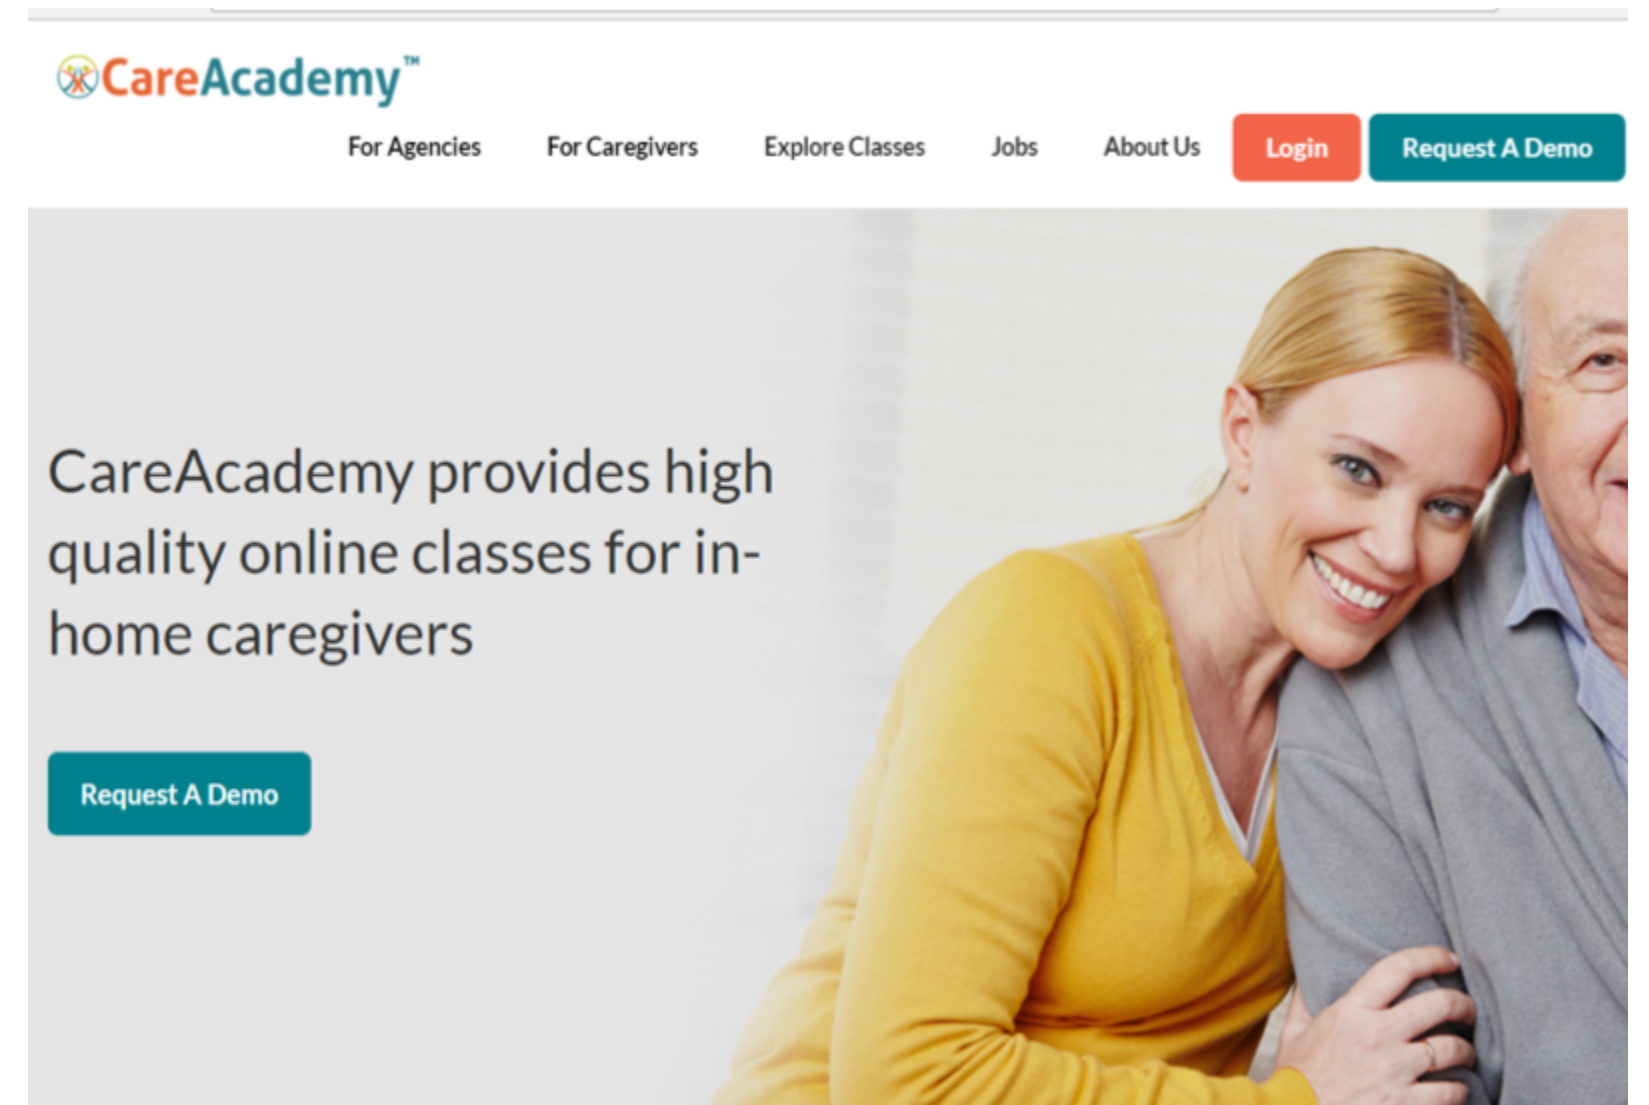 CareAcademy™
For Agencies For Caregivers Explore Classes Jobs About Us Login Request A Demo
CareAcademy provides high
quality online classes for in-
home caregivers
Request A Demo